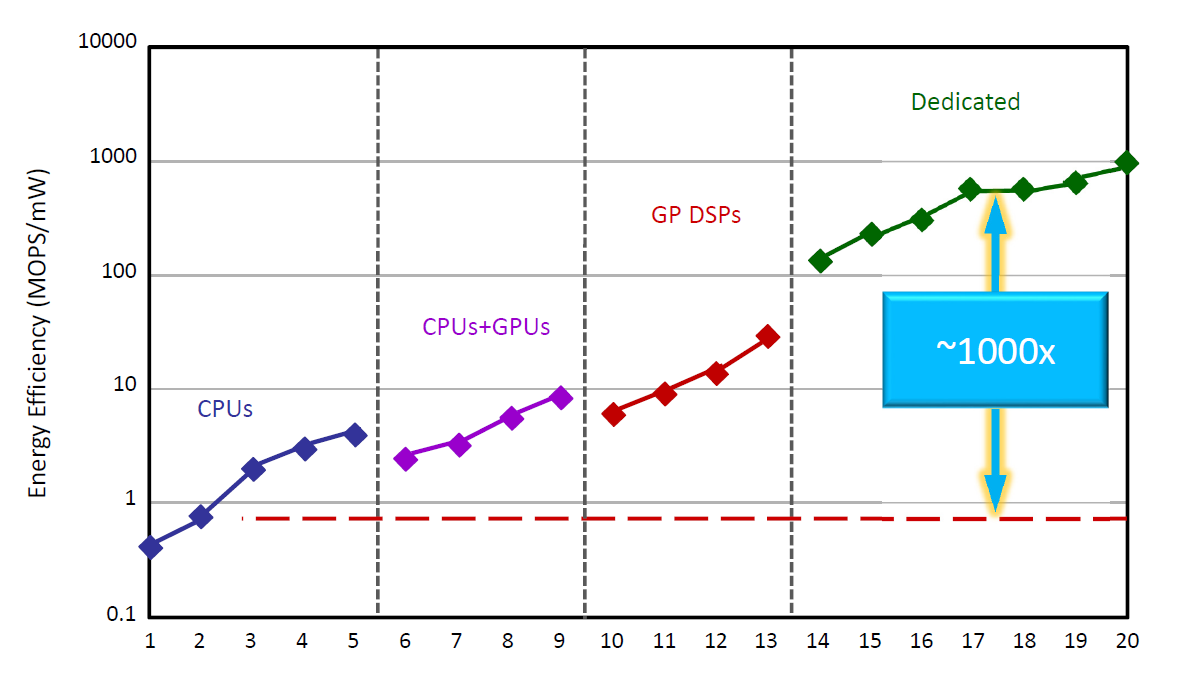 10000
1000
100
10
1
0.1
Energy Efficiency (MOPS/mW)
CPUs
CPUs+GPUs
GP DSPs
Dedicated
~1000x
1 2 3 4 5 6 7 8 9 10 11 12 13 14 15 16 17 18 19 20